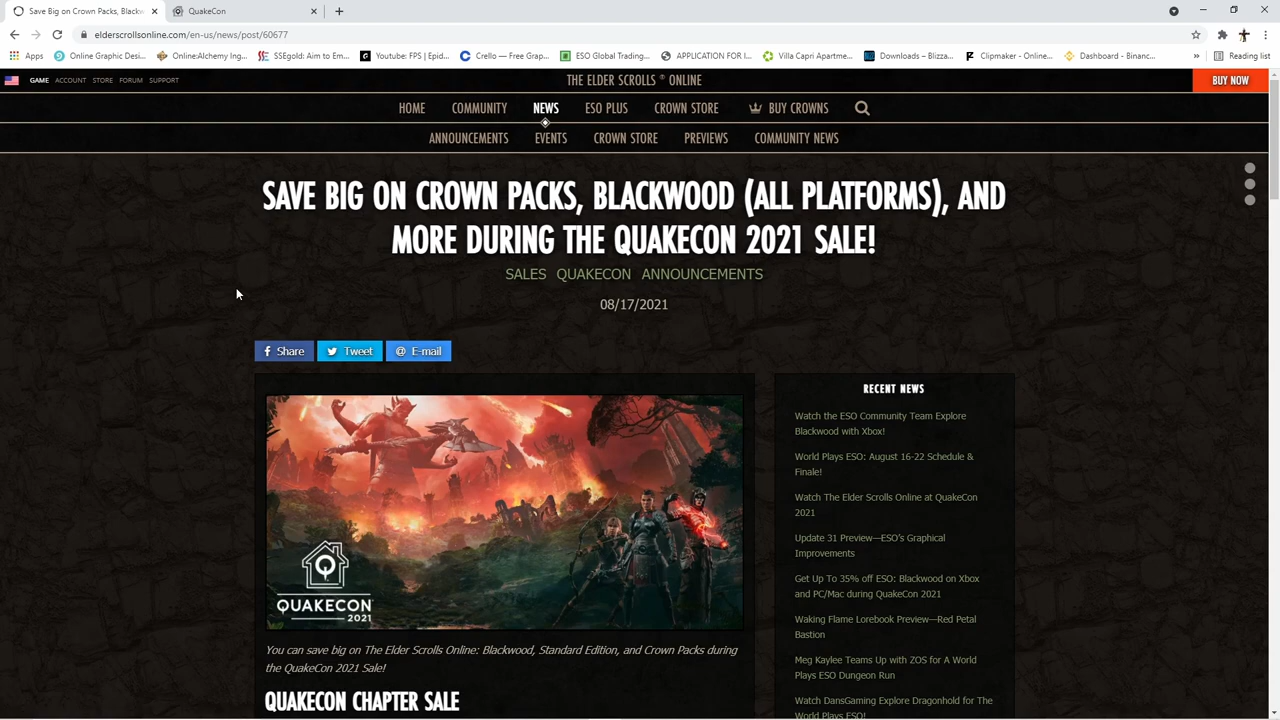 Save Big on Crown Packs, Blackw
QuakeCon
elderscrollsonline.com/en-us/news/post/60677
Apps
Online Graphic Desi...
Online:Alchemy Ing...
SSEgold: Aim to Em...
Youtube: FPS | Epid...
Crello — Free Grap...
ESO Global Trading...
APPLICATION FOR I...
Villa Capri Apartme...
Downloads – Blizza...
Clipmaker - Online...
Dashboard - Binanc...
»
Reading list
GAME ACCOUNT STORE FORUM SUPPORT
THE ELDER SCROLLS ® ONLINE
BUY NOW
HOME COMMUNITY NEWS ESO PLUS CROWN STORE BUY CROWNS
ANNOUNCEMENTS EVENTS CROWN STORE PREVIEWS COMMUNITY NEWS
SAVE BIG ON CROWN PACKS, BLACKWOOD (ALL PLATFORMS), AND
MORE DURING THE QUAKECON 2021 SALE!
SALES QUAKECON ANNOUNCEMENTS
08/17/2021
Share
Tweet
@ E-mail
QUAKECON
2021
You can save big on The Elder Scrolls Online: Blackwood, Standard Edition, and Crown Packs during
the QuakeCon 2021 Sale!
QUAKECON CHAPTER SALE
RECENT NEWS
Watch the ESO Community Team Explore
Blackwood with Xbox!
World Plays ESO: August 16-22 Schedule &
Finale!
Watch The Elder Scrolls Online at QuakeCon
2021
Update 31 Preview—ESO's Graphical
Improvements
Get Up To 35% off ESO: Blackwood on Xbox
and PC/Mac during QuakeCon 2021
Waking Flame Lorebook Preview—Red Petal
Bastion
Meg Kaylee Teams Up with ZOS for A World
Plays ESO Dungeon Run
Watch DansGaming Explore Dragonhold for The
World Plays ESO!